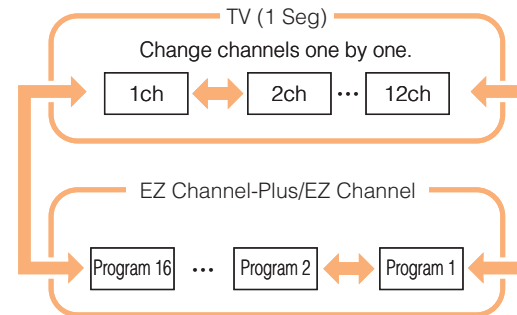 TV (1 Seg)
Change channels one by one.
1ch 2ch ··· 12ch
EZ Channel-Plus/EZ Channel
Program 16 ··· Program 2 Program 1